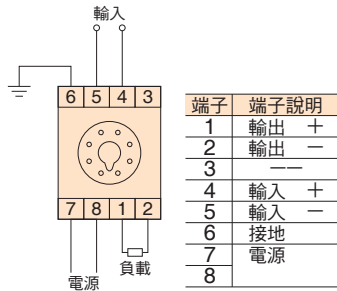 輸入
6 5 4 3
7 8 1 2
電源
負載
端子 端子說明
1 輸出 +
2 輸出 -
3 --
4 輸入 +
5 輸入 -
6 接地
7 電源
8